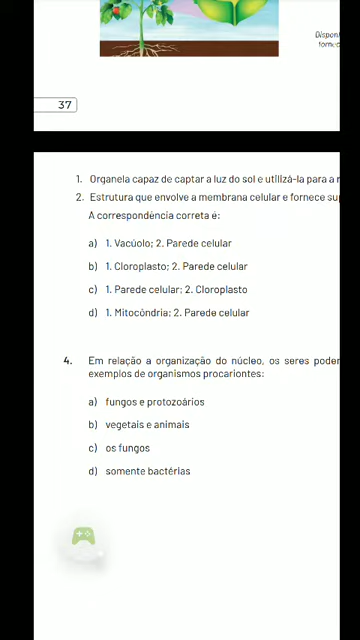 Disponí
fornec
37
1. Organela capaz de captar a luz do sol e utilizá-la para a
2. Estrutura que envolve a membrana celular e fornece
A correspondência correta é:
a) 1. Vacúolo; 2. Parede celular
b) 1. Cloroplasto; 2. Parede celular
c) 1. Parede celular; 2. Cloroplasto
d) 1. Mitocôndria; 2. Parede celular
4. Em relação a organização do núcleo, os seres poder
exemplos de organismos procariontes:
a) fungos e protozoários
b) vegetais e animais
c) os fungos
d) somente bactérias